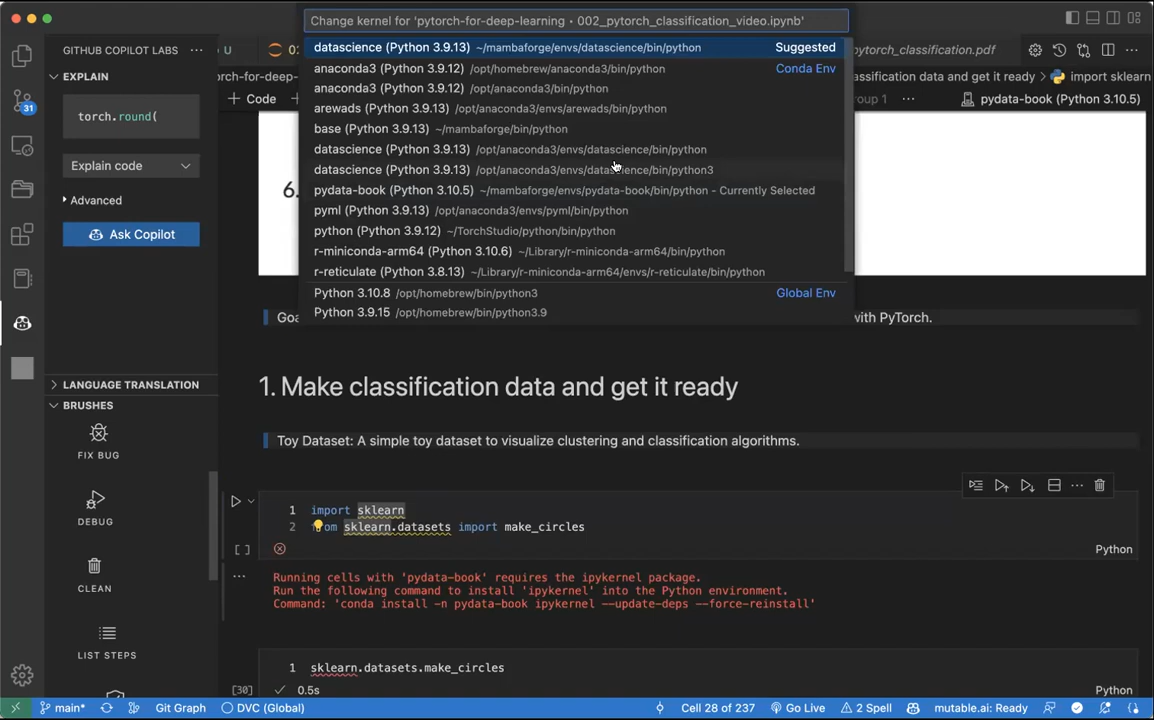 Change kernel for 'pytorch-for-deep-learning • 002_pytorch_classification_video.ipynb'
datascience (Python 3.9.13) ~/mambaforge/envs/datascience/bin/python Suggested
anaconda3 (Python 3.9.12) /opt/homebrew/anaconda3/bin/python Conda Env
anaconda3 (Python 3.9.12) /opt/anaconda3/bin/python
arewads (Python 3.9.13) /opt/anaconda3/envs/arewads/bin/python
base (Python 3.9.13) ~/mambaforge/bin/python
datascience (Python 3.9.13) /opt/anaconda3/envs/datascience/bin/python
datascience (Python 3.9.13) /opt/anaconda3/envs/datascience/bin/python3
pydata-book (Python 3.10.5) ~/mambaforge/envs/pydata-book/bin/python - Currently Selected
pyml (Python 3.9.13) /opt/anaconda3/envs/pyml/bin/python
python (Python 3.9.12) ~/TorchStudio/python/bin/python
r-miniconda-arm64 (Python 3.10.6) ~/Library/r-miniconda-arm64/bin/python
r-reticulate (Python 3.8.13) ~/Library/r-miniconda-arm64/envs/r-reticulate/bin/python
Python 3.10.8 /opt/homebrew/bin/python3 Global Env
Python 3.9.15 /opt/homebrew/bin/python3.9
GITHUB COPILOT LABS ...
U
ytorch_classification.pdf
EXPLAIN
torch.round(
Explain code
Advanced
Ask Copilot
31
or-deep-learning
assification data and get it ready > import sklearn
+ Code
roup 1 ...
pydata-book (Python 3.10.5)
6.
Goa
with PyTorch.
1. Make classification data and get it ready
Toy Dataset: A simple toy dataset to visualize clustering and classification algorithms.
1 import sklearn
2 from sklearn.datasets import make_circles
[ ]
Python
Running cells with 'pydata-book' requires the ipykernel package.
Run the following command to install 'ipykernel' into the Python environment.
Command: 'conda install -n pydata-book ipykernel --update-deps --force-reinstall'
1 sklearn.datasets.make_circles
[30] 0.5s
Python
LANGUAGE TRANSLATION
BRUSHES
FIX BUG
DEBUG
CLEAN
LIST STEPS
main* Git Graph DVC (Global) Cell 28 of 237 Go Live 2 Spell mutable.ai: Ready